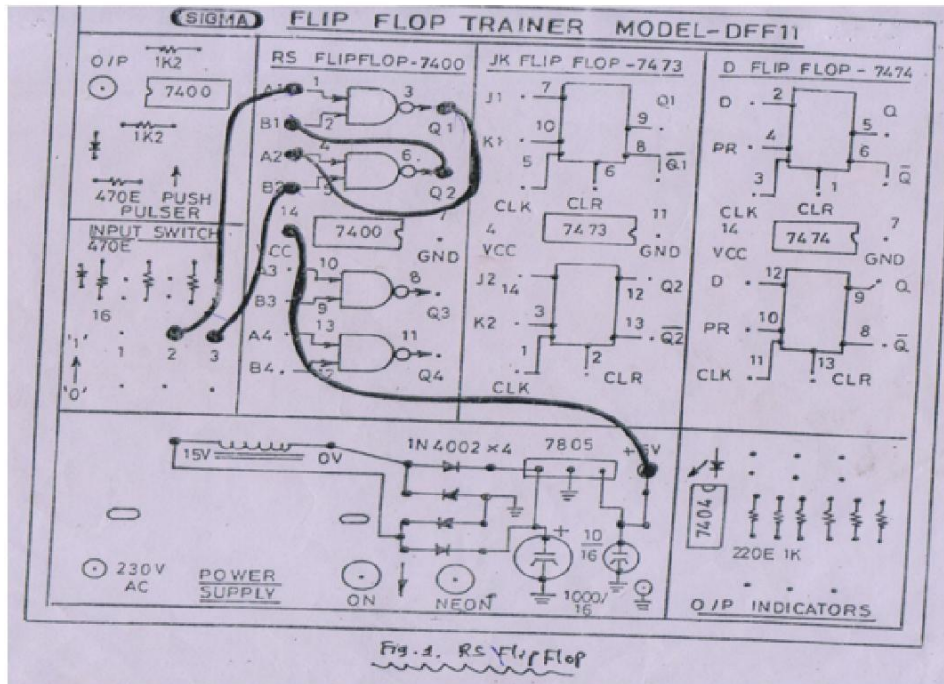 SIGMA FLIP FLOP TRAINER MODEL-DFF11
O/P
1K2
7400
1K2
470E PUSH
PULSER
INPUT SWITCH
470E
16
'1'
1 2 3
'0'
RS FLIPFLOP-7400
A1 1 3
B1 2 Q1
A2 4 6
B2 5 Q2
14 7
7400
VCC GND
A3 10 8
B3 9 Q3
A4 13 11
B4 12 Q4
JK FLIP FLOP-7473
J1 7 Q1
9
K1 10 8 Q̅1
5 6
CLK CLR
4 7473 11
VCC GND
J2 14 12 Q2
K2 3 13 Q̅2
1 2
CLK CLR
D FLIP FLOP - 7474
D 2 Q
5
PR 4 6
Q̅
3 1
CLK CLR
14 7474 7
VCC GND
D 12 9 Q
PR 10 8 Q̅
11 13
CLK CLR
15V 0V
1N4002×4 7805 +5V
230V
AC
POWER
SUPPLY
ON
NEON
+
1000/
16
10
16
7404
220E 1K
O/P INDICATORS
Fig.1. RS FlipFlop